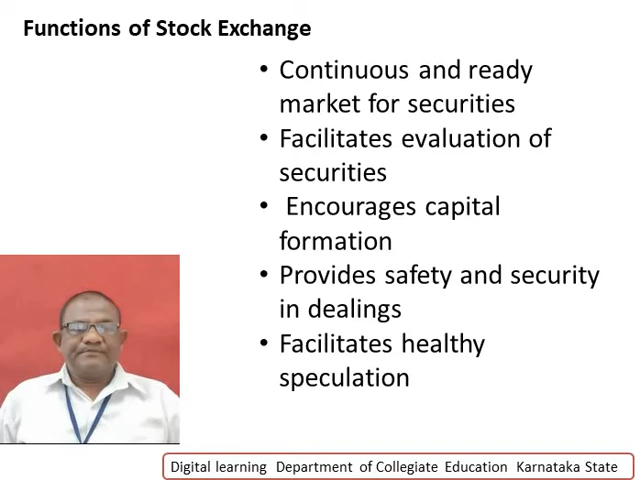 Functions of Stock Exchange
• Continuous and ready
market for securities
• Facilitates evaluation of
securities
• Encourages capital
formation
• Provides safety and security
in dealings
• Facilitates healthy
speculation
Digital learning Department of Collegiate Education Karnataka State